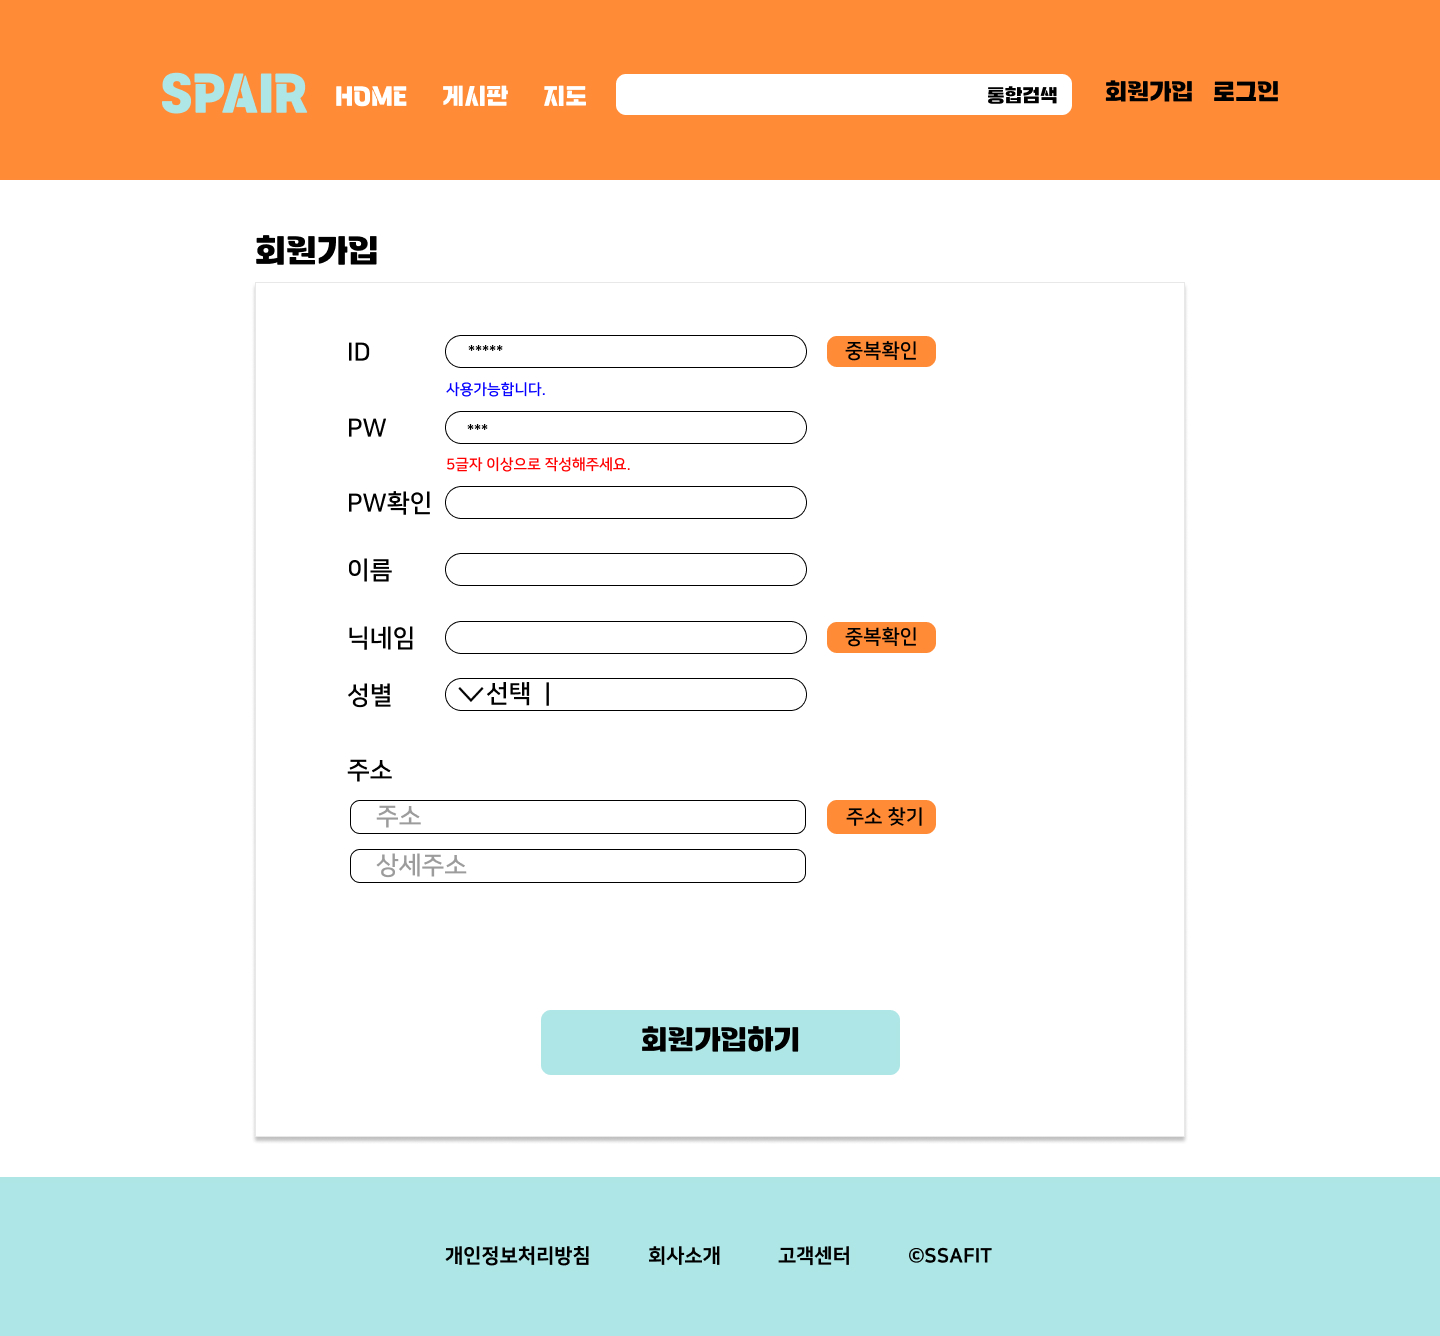 SPAIR HOME 게시판 지도 통합검색 회원가입 로그인
회원가입
ID ***** 중복확인
사용가능합니다.
PW ***
5글자 이상으로 작성해주세요.
PW확인
이름
닉네임 중복확인
성별 선택 |
주소
주소 주소 찾기
상세주소
회원가입하기
개인정보처리방침 회사소개 고객센터 ©SSAFIT